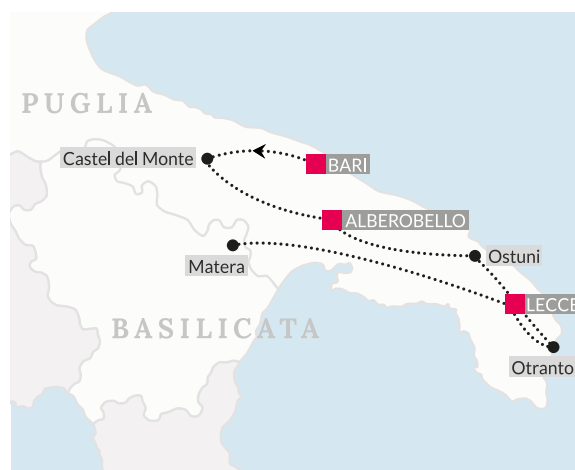 PUGLIA
Castel del Monte
BARI
ALBEROBELLO
Matera
Ostuni
LECCE
BASILICATA
Otranto